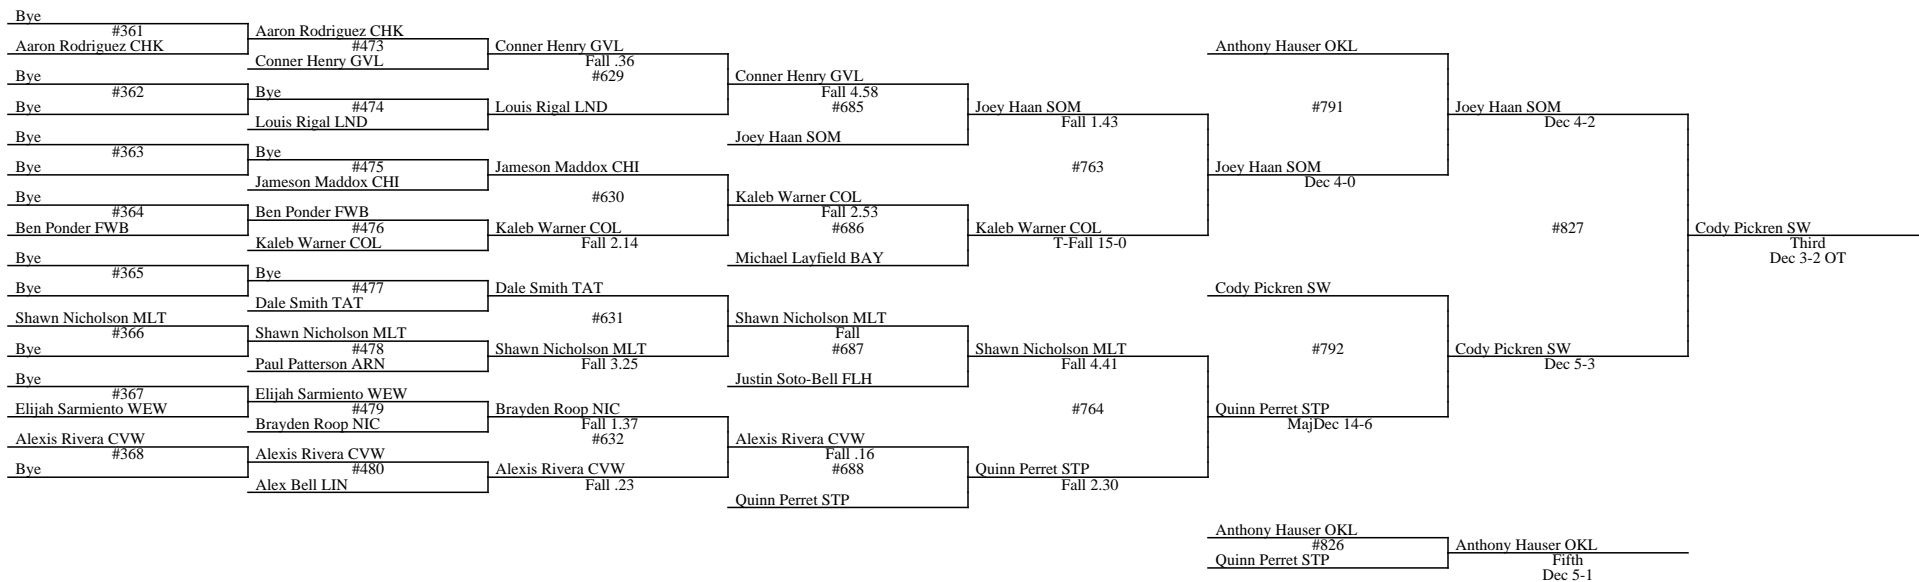 Bye
#361
Aaron Rodriguez CHK
Bye
#362
Bye
Bye
#363
Bye
Bye
#364
Ben Ponder FWB
Bye
#365
Bye
Shawn Nicholson MLT
#366
Bye
Bye
#367
Elijah Sarmiento WEW
Alexis Rivera CVW
#368
Bye
Aaron Rodriguez CHK
#473
Conner Henry GVL
Bye
#474
Louis Rigal LND
Bye
#475
Jameson Maddox CHI
Ben Ponder FWB
#476
Kaleb Warner COL
Bye
#477
Dale Smith TAT
Shawn Nicholson MLT
#478
Paul Patterson ARN
Elijah Sarmiento WEW
#479
Brayden Roop NIC
Alexis Rivera CVW
#480
Alex Bell LIN
Conner Henry GVL
Fall .36
#629
Louis Rigal LND
Jameson Maddox CHI
#630
Kaleb Warner COL
Fall 2.14
Dale Smith TAT
#631
Shawn Nicholson MLT
Fall 3.25
Brayden Roop NIC
Fall 1.37
#632
Alexis Rivera CVW
Fall .23
Conner Henry GVL
Fall 4.58
#685
Joey Haan SOM
Kaleb Warner COL
Fall 2.53
#686
Michael Layfield BAY
Shawn Nicholson MLT
Fall
#687
Justin Soto-Bell FLH
Alexis Rivera CVW
Fall .16
#688
Quinn Perret STP
Joey Haan SOM
Fall 1.43
#763
Kaleb Warner COL
T-Fall 15-0
Shawn Nicholson MLT
Fall 4.41
#764
Quinn Perret STP
Fall 2.30
Anthony Hauser OKL
#791
Joey Haan SOM
Dec 4-0
Cody Pickren SW
#792
Quinn Perret STP
MajDec 14-6
Joey Haan SOM
Dec 4-2
#827
Cody Pickren SW
Dec 5-3
Cody Pickren SW
Third
Dec 3-2 OT
Anthony Hauser OKL
#826
Quinn Perret STP
Anthony Hauser OKL
Fifth
Dec 5-1